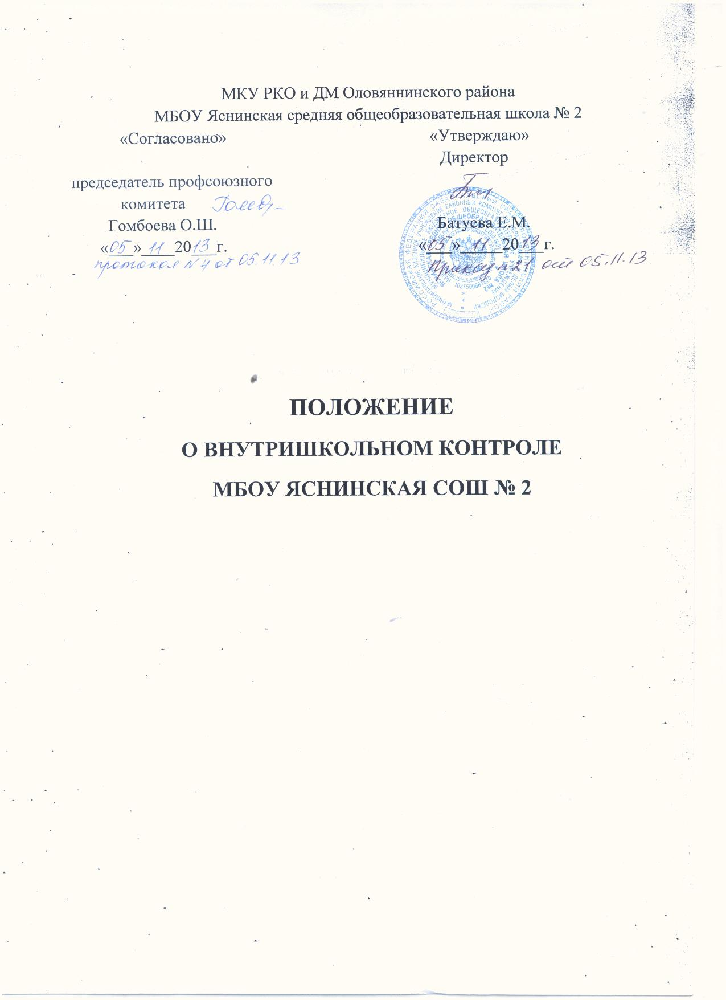 МКУ РКО и ДМ Оловяннинского района
МБОУ Яснинская средняя общеобразовательная школа № 2
«Согласовано»
председатель профсоюзного
комитета
Гомбоева О.Ш.
«05» 11 2013 г.
протокол N 4 от 05.11.13
«Утверждаю»
Директор
Батуева Е.М.
«05» 11 2013 г.
Приказ № 21 от 05.11.13
1027500681070
ПОЛОЖЕНИЕ
О ВНУТРИШКОЛЬНОМ КОНТРОЛЕ
МБОУ ЯСНИНСКАЯ СОШ № 2